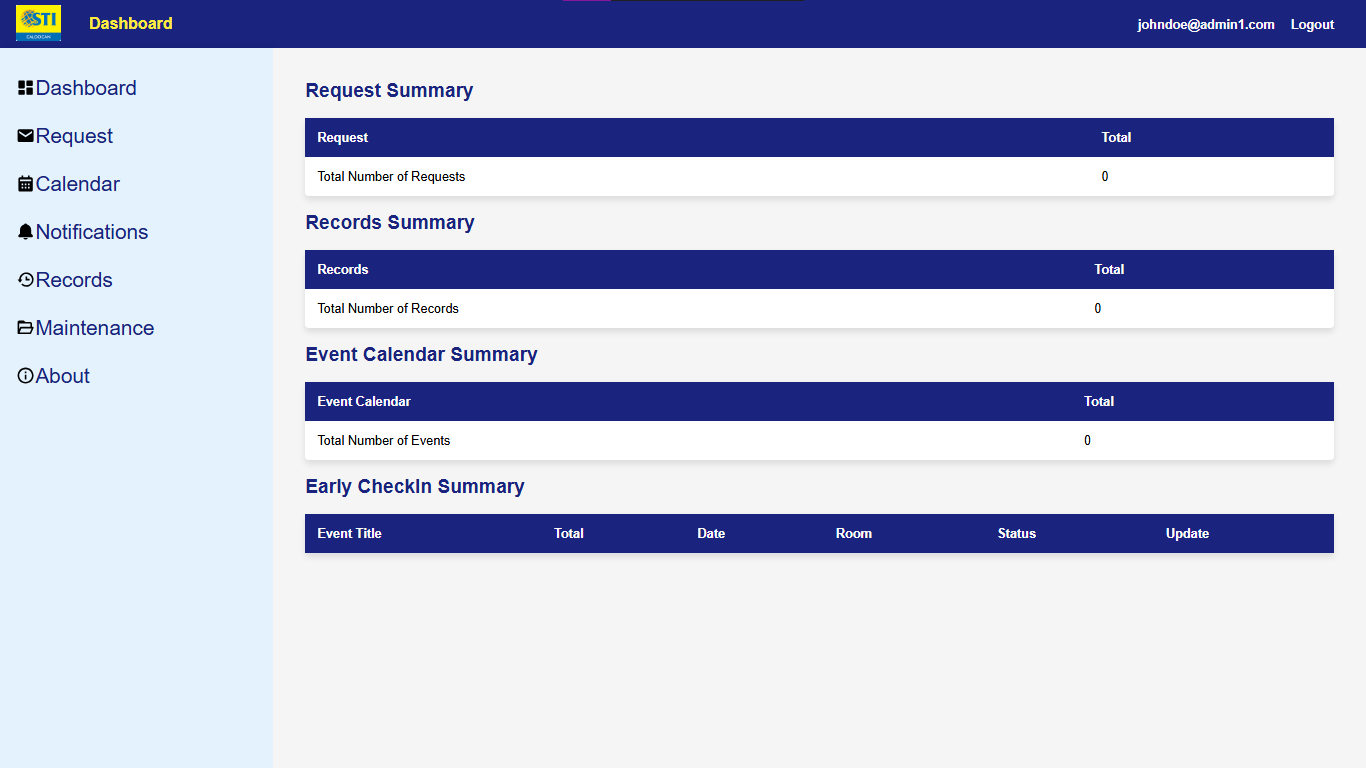 STI
CALOOCAN
Dashboard
johndoe@admin1.com Logout
Dashboard
Request
Calendar
Notifications
Records
Maintenance
About
Request Summary
Request Total
Total Number of Requests 0
Records Summary
Records Total
Total Number of Records 0
Event Calendar Summary
Event Calendar Total
Total Number of Events 0
Early CheckIn Summary
Event Title Total Date Room Status Update